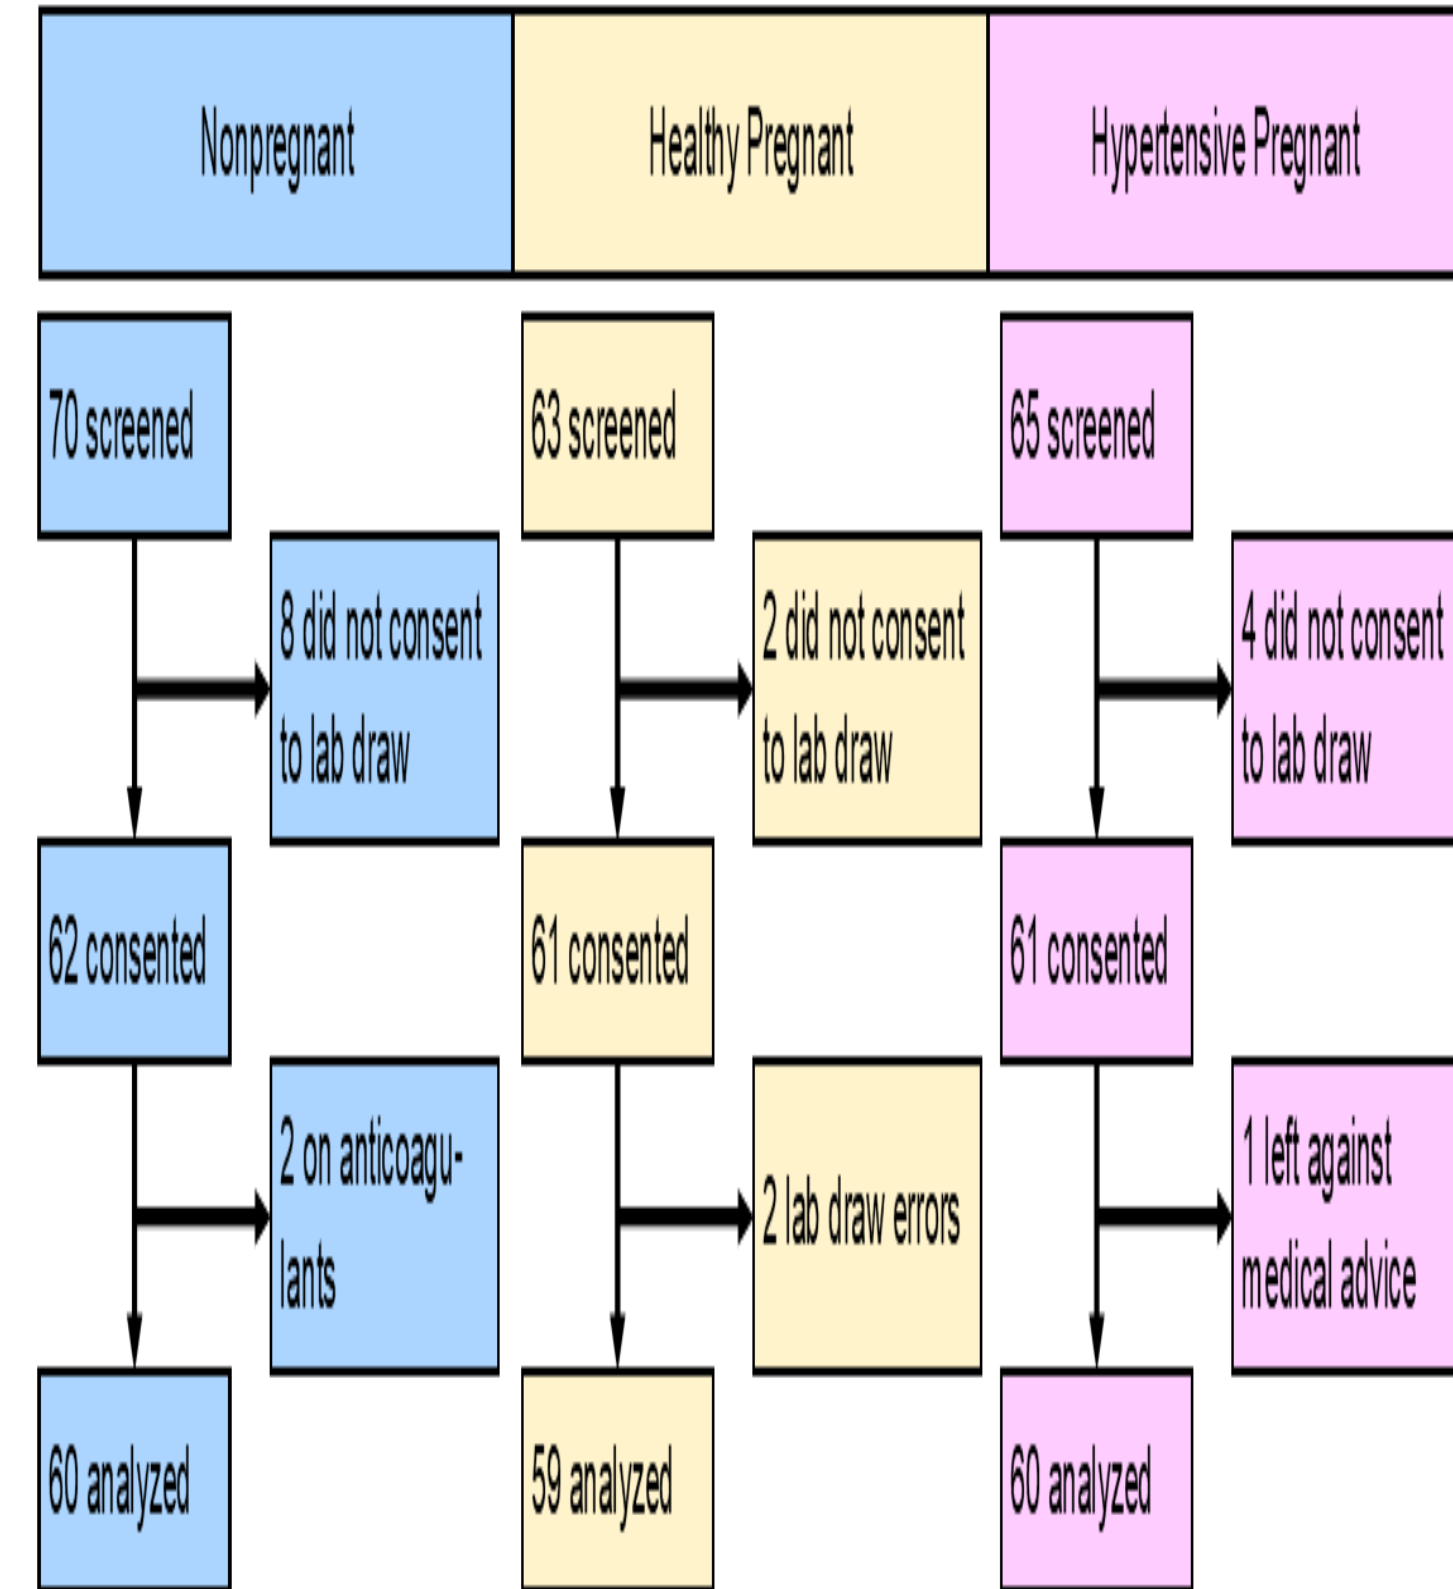 Nonpregnant
Healthy Pregnant
Hypertensive Pregnant
70 screened
63 screened
65 screened
8 did not consent
to lab draw
2 did not consent
to lab draw
4 did not consent
to lab draw
62 consented
61 consented
61 consented
2 on anticoagu-
lants
2 lab draw errors
1 left against
medical advice
60 analyzed
59 analyzed
60 analyzed